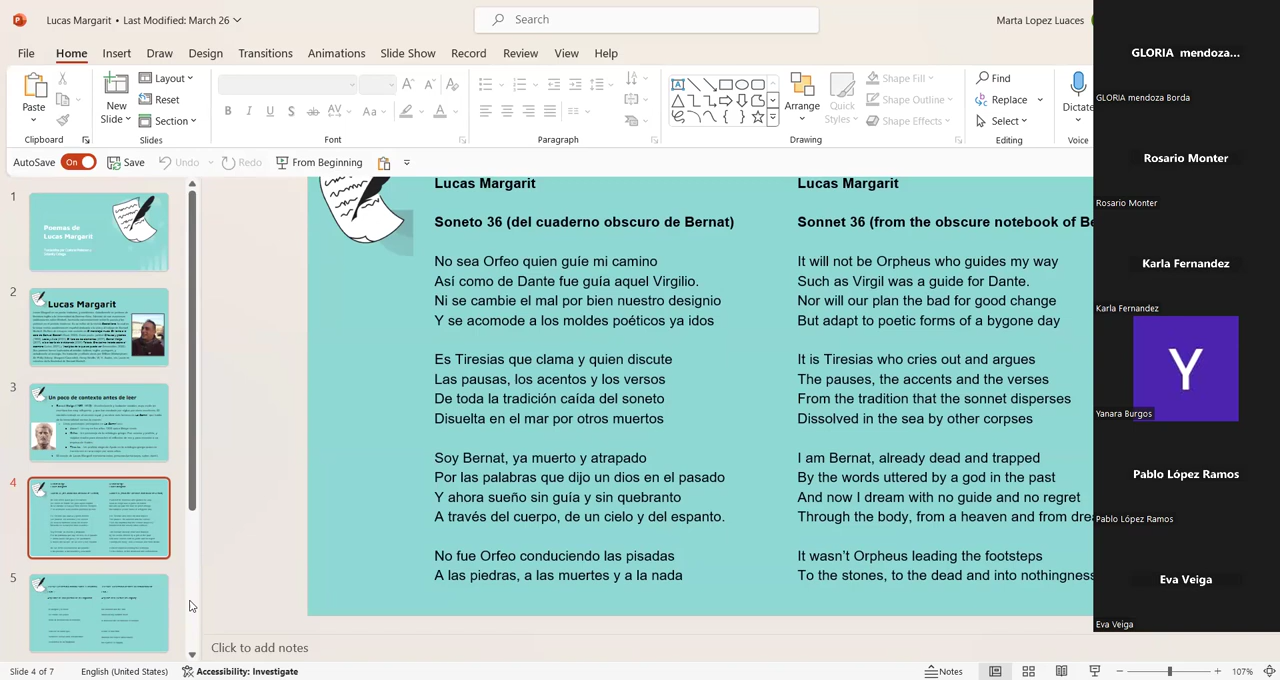 Lucas Margarit • Last Modified: March 26
Search
Marta Lopez Luaces
File Home Insert Draw Design Transitions Animations Slide Show Record Review View Help
Paste
Clipboard
New Slide
Layout
Reset
Section
Slides
B I U S ab AV Aa A
Font
Paragraph
Arrange
Quick Styles
Shape Fill
Shape Outline
Shape Effects
Drawing
Find
Replace
Select
Editing
Dictate
Voice
AutoSave On Save Undo Redo From Beginning
1
Poemas de
Lucas Margarit
2
Lucas Margarit
3
Un poco de contexto antes de leer
4
5
Lucas Margarit
Soneto 36 (del cuaderno obscuro de Bernat)
No sea Orfeo quien guíe mi camino
Así como de Dante fue guía aquel Virgilio.
Ni se cambie el mal por bien nuestro designio
Y se amolde a los moldes poéticos ya idos
Es Tiresias que clama y quien discute
Las pausas, los acentos y los versos
De toda la tradición caída del soneto
Disuelta al mar por otros muertos
Soy Bernat, ya muerto y atrapado
Por las palabras que dijo un dios en el pasado
Y ahora sueño sin guía y sin quebranto
A través del cuerpo, de un cielo y del espanto.
No fue Orfeo conduciendo las pisadas
A las piedras, a las muertes y a la nada
Lucas Margarit
Sonnet 36 (from the obscure notebook of Be
It will not be Orpheus who guides my way
Such as Virgil was a guide for Dante.
Nor will our plan the bad for good change
But adapt to poetic forms of a bygone day
It is Tiresias who cries out and argues
The pauses, the accents and the verses
From the tradition that the sonnet disperses
Dissolved in the sea by other corpses
I am Bernat, already dead and trapped
By the words uttered by a god in the past
And now I dream with no guide and no regret
Through the body, from a heaven and from dre
It wasn't Orpheus leading the footsteps
To the stones, to the dead and into nothingness
Click to add notes
Slide 4 of 7 English (United States) Accessibility: Investigate Notes 107%
GLORIA mendoza...
GLORIA mendoza Borda
Rosario Monter
Rosario Monter
Karla Fernandez
Karla Fernandez
Y
Yanara Burgos
Pablo López Ramos
Pablo López Ramos
Eva Veiga
Eva Veiga